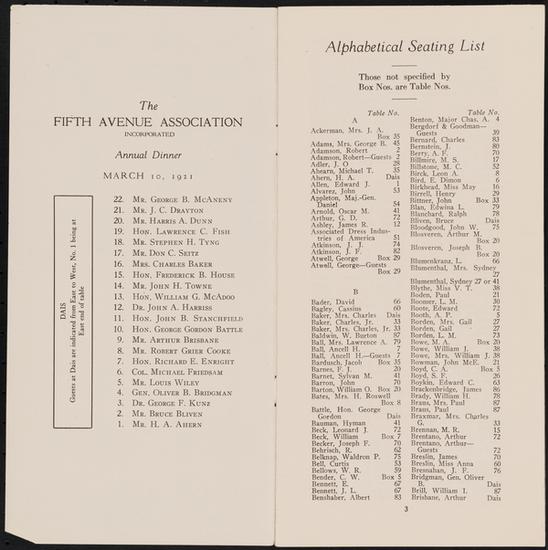 The
FIFTH AVENUE ASSOCIATION
INCORPORATED
Annual Dinner
MARCH 10, 1921
DAIS
Guests at Dais are indicated from East to West, No. 1 being at
East end of table
22. MR. GEORGE B. MCANENY
21. MR. J. C. DRAYTON
20. MR. HARRIS A. DUNN
19. HON. LAWRENCE C. FISH
18. MR. STEPHEN H. TYNG
17. MR. DON C. SEITZ
16. MRS. CHARLES BAKER
15. HON. FREDERICK B. HOUSE
14. MR. JOHN H. TOWNE
13. HON. WILLIAM G. MCADOO
12. DR. JOHN A. HARRISS
11. HON. JOHN B. STANCHFIELD
10. HON. GEORGE GORDON BATTLE
9. MR. ARTHUR BRISBANE
8. MR. ROBERT GRIER COOKE
7. HON. RICHARD E. ENRIGHT
6. COL. MICHAEL FRIEDSAM
5. MR. LOUIS WILEY
4. GEN. OLIVER B. BRIDGMAN
3. DR. GEORGE F. KUNZ
2. MR. BRUCE BLIVEN
1. MR. H. A. AHERN
Alphabetical Seating List
Those not specified by
Box Nos. are Table Nos.
Table No.
A
Ackerman, Mrs. J. A.
Box 35
Adams, Mrs. George B. 45
Adamson, Robert 2
Adamson, Robert—Guests 2
Adler, J. O 28
Ahearn, Michael T. 35
Ahern, H. A. Dais
Allen, Edward J. 1
Alvarez, John 53
Appleton, Maj.-Gen.
Daniel 54
Arnold, Oscar M. 41
Arthur, G. D. 72
Ashley, James R. 12
Associated Dress Indus-
tries of America 51
Atkinson, J. J. 74
Atkinson, J. F. 82
Atwell, George Box 29
Atwell, George—Guests
Box 29
B
Bader, David 66
Bagley, Cassius 60
Baker, Mrs. Charles Dais
Baker, Charles, Jr. 33
Baker, Mrs. Charles, Jr. 33
Baldwin, W. Burton 87
Ball, Mrs. Lawrence A. 79
Ball, Ancell H. 7
Ball, Ancell H.—Guests 7
Bardusch, Jacob Box 35
Barnes, F. J. 20
Barnet, Sylvan M. 41
Barron, John 70
Barton, William O. Box 20
Bates, Mrs. H. Roswell
Box 8
Battle, Hon. George
Gordon Dais
Bauman, Hyman 41
Beck, Leonard J. 72
Beck, William Box 7
Becker, Joseph F. 70
Behrisch, R. 62
Belknap, Waldron P. 75
Bell, Curtis 53
Bellows, W. R. 59
Bender, C. W. Box 5
Bennett, E. 67
Bennett, J. L. 67
Benshaber, Albert 83
Table No.
Benton, Major Chas. A. 4
Bergdorf & Goodman—
Guests 39
Bernard, Charles 83
Bernstein, J. 80
Berry, A. F. 70
Billmire, M. S. 17
Billstone, M. C. 52
Birck, Leon A. 8
Bird, E. Dimon 6
Birkhead, Miss May 16
Birrell, Henry 29
Bittner, John Box 33
Blan, Edwina L. 79
Blanchard, Ralph 78
Bliven, Bruce Dais
Bloodgood, John W. 75
Blosveren, Arthur M.
Box 20
Blosveren, Joseph B.
Box 20
Blumenkranz, L. 66
Blumenthal, Mrs. Sydney
27
Blumenthal, Sydney 27 or 41
Blythe, Miss V. T. 38
Boden, Paul 21
Boomer, L. M. 30
Boote, Edward 72
Booth, A. P. 5
Borden, Mrs. Gail 27
Borden, Gail 27
Borden, L. M. 73
Bowe, M. A. Box 20
Bowe, William J. 38
Bowe, Mrs. William J. 38
Bowman, John McE. 21
Boyd, C. A. Box 5
Boyd, S. F. 26
Boykin, Edward C. 63
Brackenbridge, James 86
Brady, William H. 78
Braus, Mrs. Paul 87
Braus, Paul 87
Braxmar, Mrs. Charles
G. 33
Brennan, M. R. 15
Brentano, Arthur 72
Brentano, Arthur—
Guests 72
Breslin, James 70
Breslin, Miss Anna 60
Bresnahan, J. F. 76
Bridgman, Gen. Oliver
B. Dais
Brill, William I. 87
Brisbane, Arthur Dais
3